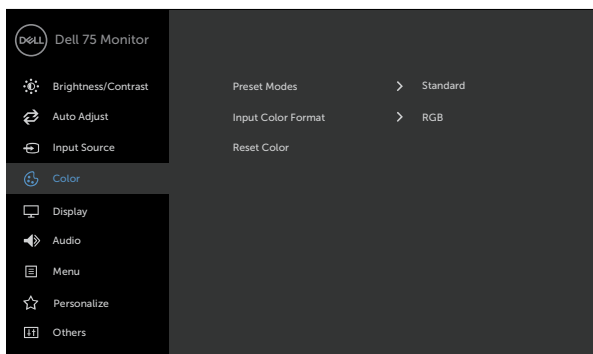 DELL Dell 75 Monitor
Brightness/Contrast Preset Modes > Standard
Auto Adjust Input Color Format > RGB
Input Source Reset Color
Color
Display
Audio
Menu
Personalize
Others